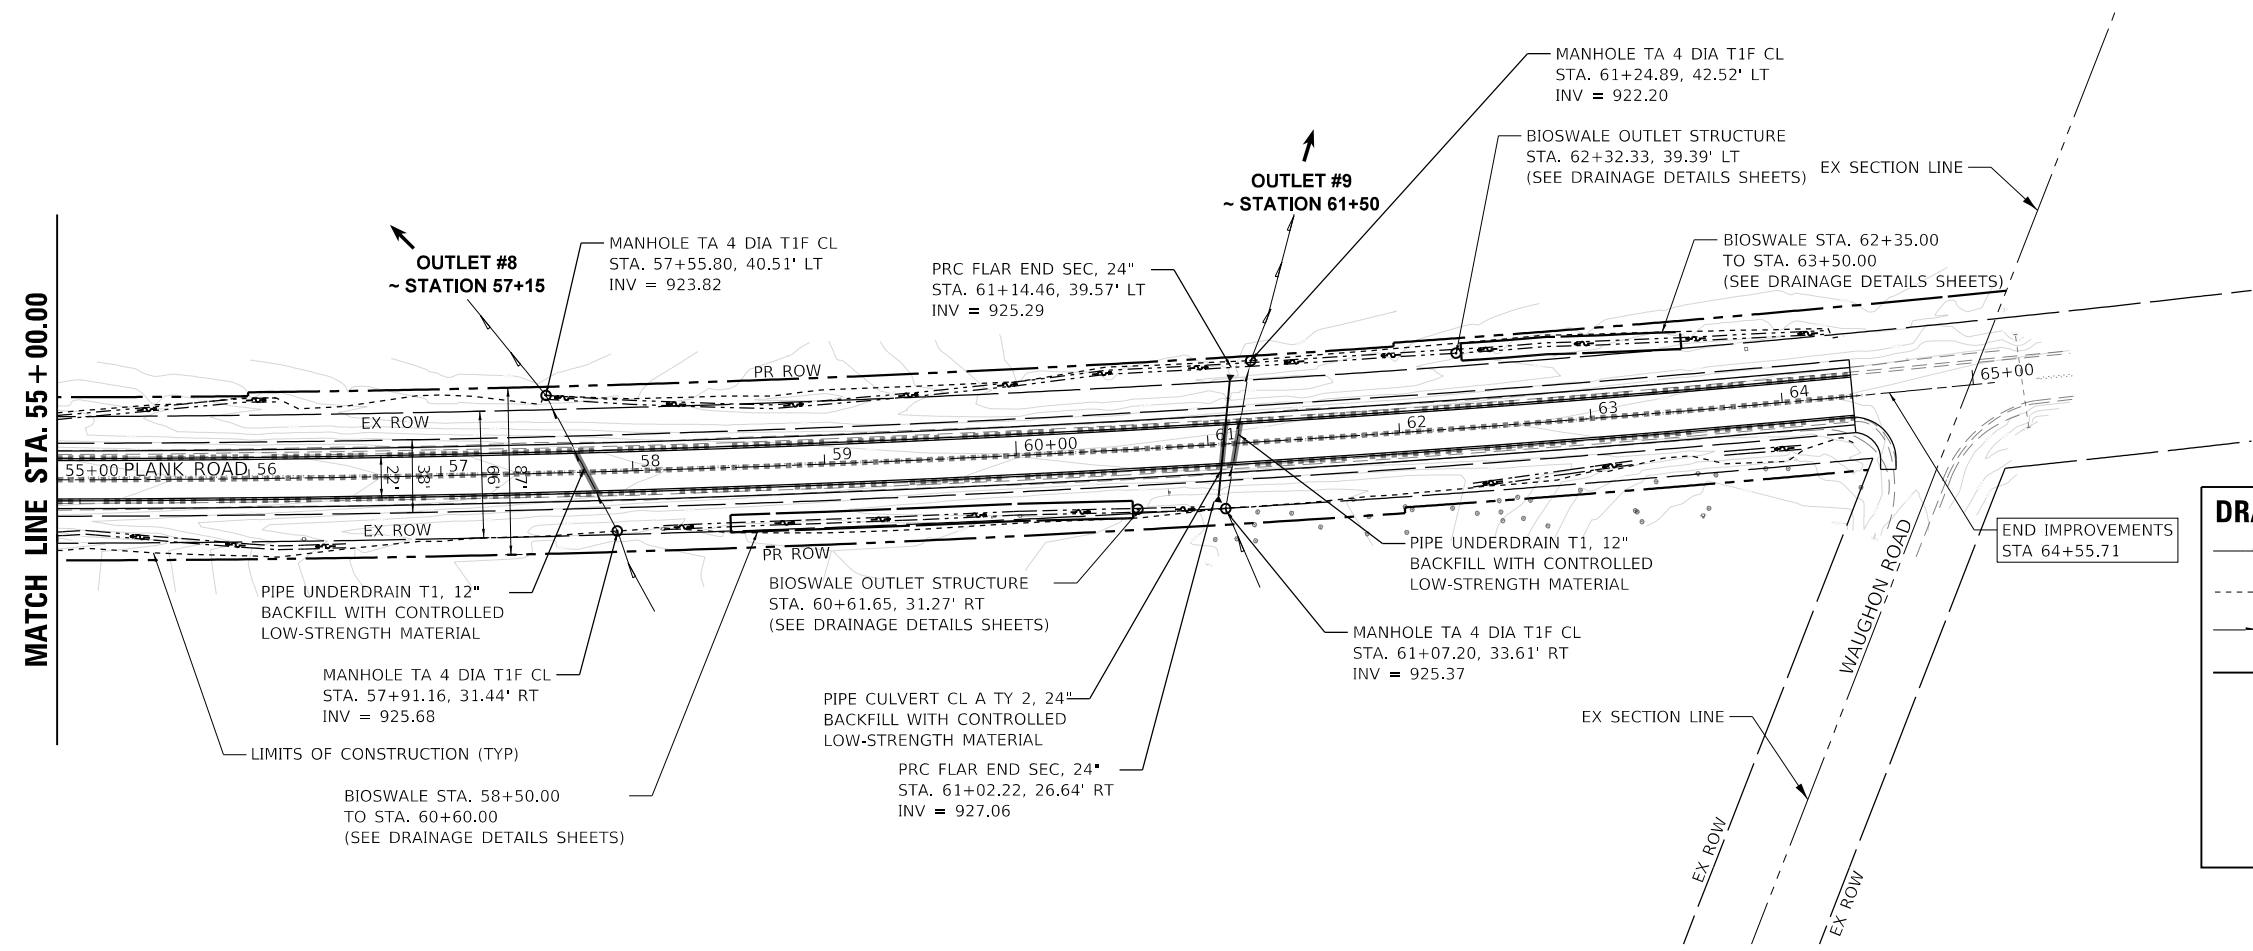 MANHOLE TA 4 DIA T1F CL
STA. 61+24.89, 42.52' LT
INV = 922.20
BIOSWALE OUTLET STRUCTURE
STA. 62+32.33, 39.39' LT
(SEE DRAINAGE DETAILS SHEETS)
EX SECTION LINE
OUTLET #9
~ STATION 61+50
BIOSWALE STA. 62+35.00
TO STA. 63+50.00
(SEE DRAINAGE DETAILS SHEETS)
MANHOLE TA 4 DIA T1F CL
STA. 57+55.80, 40.51' LT
INV = 923.82
OUTLET #8
~ STATION 57+15
PRC FLAR END SEC, 24"
STA. 61+14.46, 39.57' LT
INV = 925.29
MATCH LINE STA. 55+00.00
PR ROW
EX ROW
55+00 PLANK ROAD
56
57
58
59
60+00
61
62
63
64
65+00
22'
33'
66'
87'
EX ROW
PR ROW
PIPE UNDERDRAIN T1, 12"
BACKFILL WITH CONTROLLED
LOW-STRENGTH MATERIAL
MANHOLE TA 4 DIA T1F CL
STA. 57+91.16, 31.44' RT
INV = 925.68
LIMITS OF CONSTRUCTION (TYP)
BIOSWALE STA. 58+50.00
TO STA. 60+60.00
(SEE DRAINAGE DETAILS SHEETS)
BIOSWALE OUTLET STRUCTURE
STA. 60+61.65, 31.27' RT
(SEE DRAINAGE DETAILS SHEETS)
PIPE CULVERT CL A TY 2, 24"
BACKFILL WITH CONTROLLED
LOW-STRENGTH MATERIAL
PRC FLAR END SEC, 24"
STA. 61+02.22, 26.64' RT
INV = 927.06
PIPE UNDERDRAIN T1, 12"
BACKFILL WITH CONTROLLED
LOW-STRENGTH MATERIAL
MANHOLE TA 4 DIA T1F CL
STA. 61+07.20, 33.61' RT
INV = 925.37
END IMPROVEMENTS
STA 64+55.71
WAUGHON ROAD
EX SECTION LINE
EX ROW
EX ROW